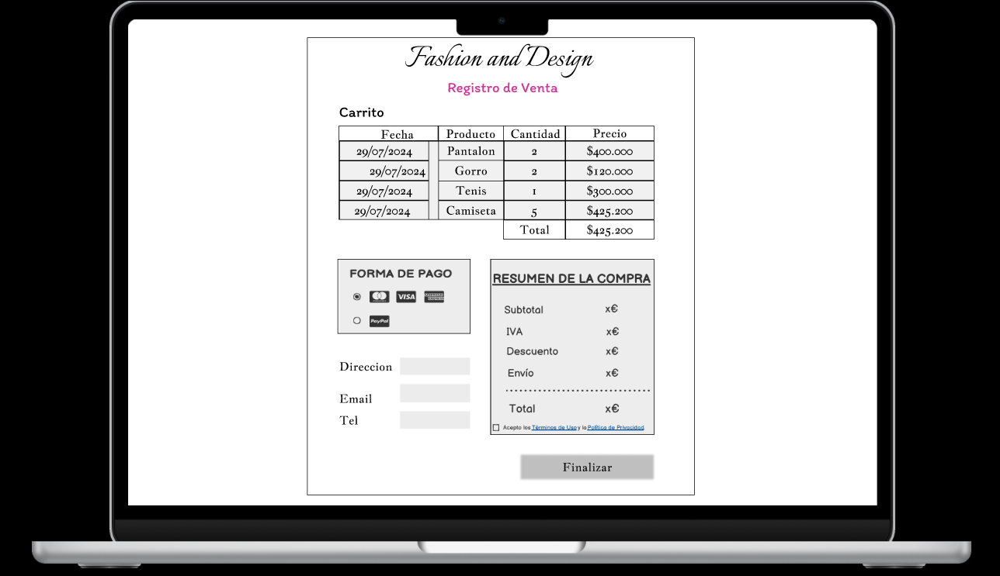 Fashion and Design
Registro de Venta
Carrito
Fecha Producto Cantidad Precio
29/07/2024 Pantalon 2 $400.000
29/07/2024 Gorro 2 $120.000
29/07/2024 Tenis 1 $300.000
29/07/2024 Camiseta 5 $425.200
Total $425.200
FORMA DE PAGO
VISA AMERICAN EXPRESS
PayPal
Direccion
Email
Tel
RESUMEN DE LA COMPRA
Subtotal x€
IVA x€
Descuento x€
Envío x€
Total x€
Acepto los Términos de Uso y la Política de Privacidad
Finalizar